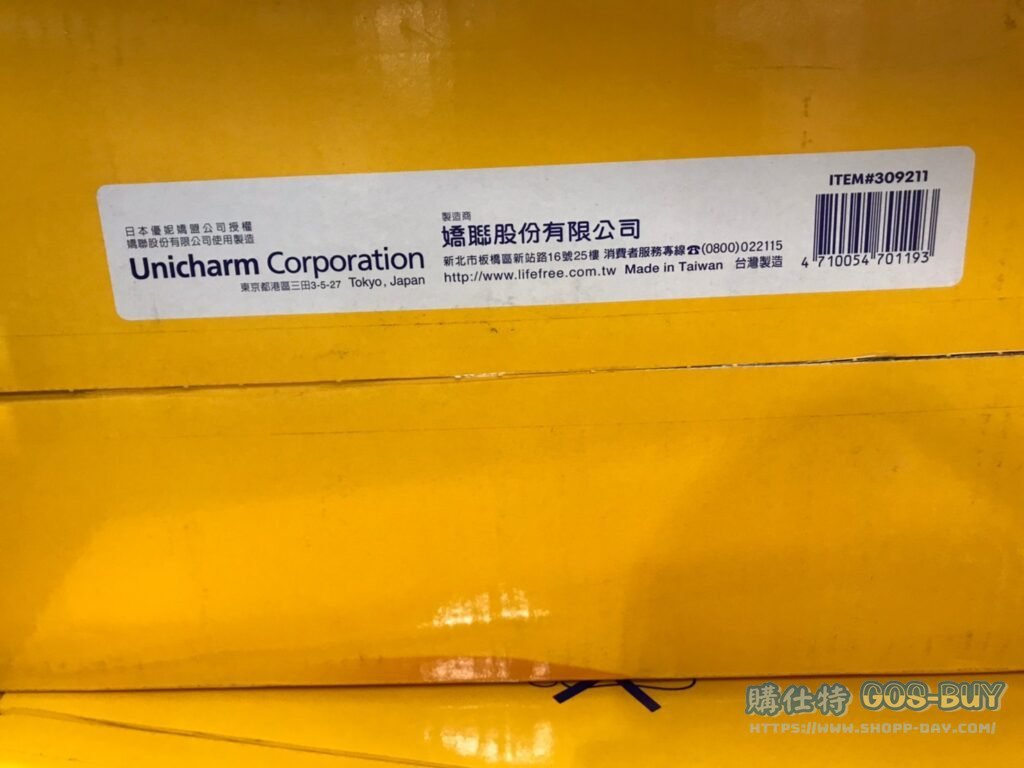 日本優妮嬌盟公司授權
嬌聯股份有限公司使用製造
Unicharm Corporation
東京都港區三田3-5-27 Tokyo, Japan
製造商
嬌聯股份有限公司
新北市板橋區新站路16號25樓 消費者服務專線☎(0800)022115
http://www.lifefree.com.tw Made in Taiwan 台灣製造
ITEM#309211
4 710054 701193
購仕特 GOS-BUY
HTTPS://WWW.SHOPP-DAY.COM/